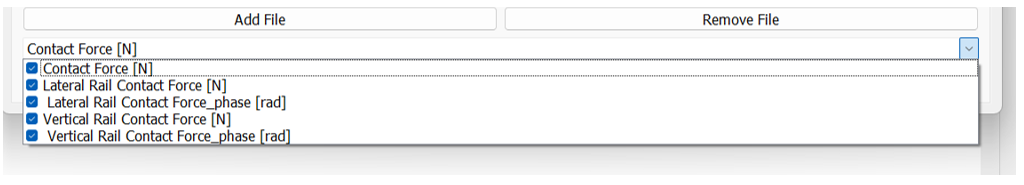 Add File
Remove File
Contact Force [N]
Contact Force [N]
Lateral Rail Contact Force [N]
Lateral Rail Contact Force_phase [rad]
Vertical Rail Contact Force [N]
Vertical Rail Contact Force_phase [rad]